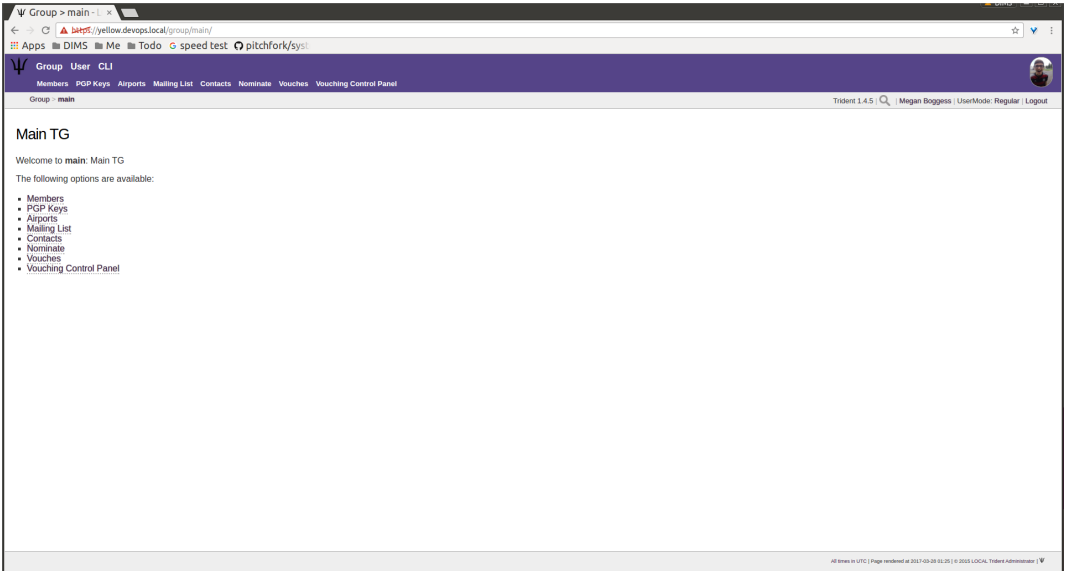 Ψ Group > main - L ×
DIMS
https://yellow.devops.local/group/main/
Apps DIMS Me Todo G speed test pitchfork/syst
Ψ Group User CLI
Members PGP Keys Airports Mailing List Contacts Nominate Vouches Vouching Control Panel
Group > main Trident 1.4.5 | | Megan Boggess | UserMode: Regular | Logout
Main TG
Welcome to main: Main TG
The following options are available:
Members
PGP Keys
Airports
Mailing List
Contacts
Nominate
Vouches
Vouching Control Panel
All times in UTC | Page rendered at 2017-03-28 01:25 | © 2015 LOCAL Trident Administrator | Ψ